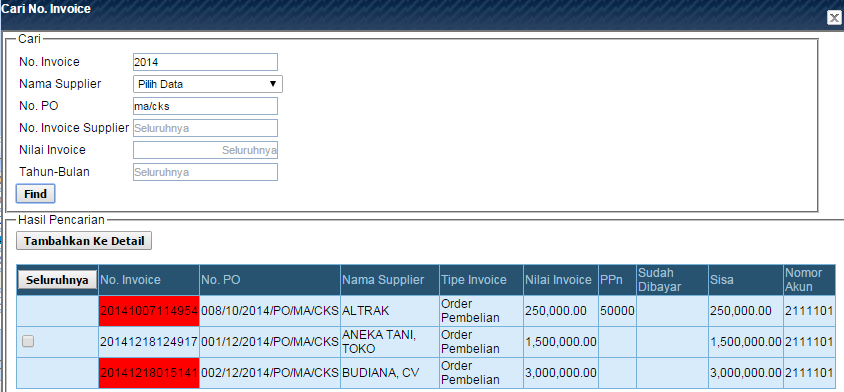 Cari No. Invoice
Cari
No. Invoice 2014
Nama Supplier Pilih Data
No. PO ma/cks
No. Invoice Supplier Seluruhnya
Nilai Invoice Seluruhnya
Tahun-Bulan Seluruhnya
Find
Hasil Pencarian
Tambahkan Ke Detail
Seluruhnya No. Invoice No. PO Nama Supplier Tipe Invoice Nilai Invoice PPn Sudah Dibayar Sisa Nomor Akun
20141007114954 008/10/2014/PO/MA/CKS ALTRAK Order Pembelian 250,000.00 50000 250,000.00 2111101
20141218124917 001/12/2014/PO/MA/CKS ANEKA TANI, TOKO Order Pembelian 1,500,000.00 1,500,000.00 2111101
20141218015141 002/12/2014/PO/MA/CKS BUDIANA, CV Order Pembelian 3,000,000.00 3,000,000.00 2111101